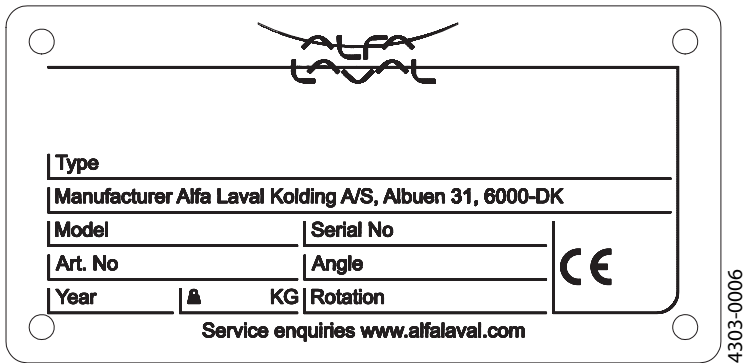 ALFA
LAVAL
Type
Manufacturer Alfa Laval Kolding A/S, Albuen 31, 6000-DK
Model Serial No
Art. No Angle
CE
Year KG Rotation
Service enquiries www.alfalaval.com
4303-0006